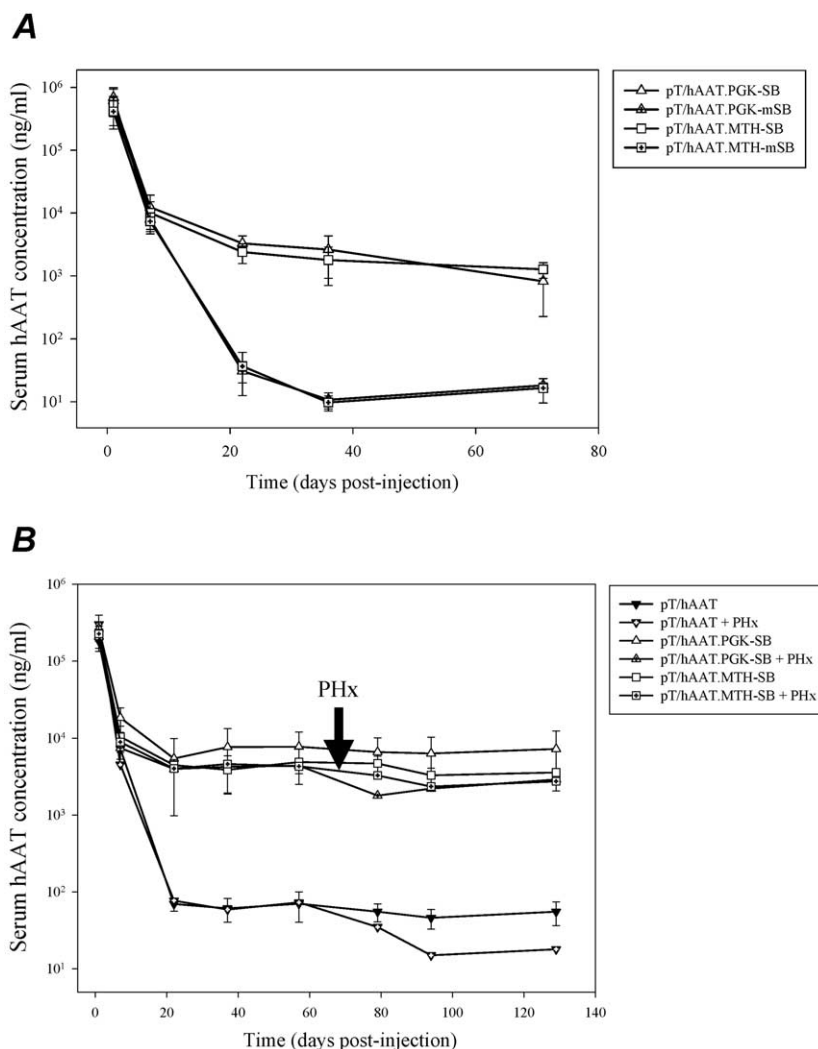 A
10⁶
10⁵
10⁴
10³
10²
10¹
Serum hAAT concentration (ng/ml)
0 20 40 60 80
Time (days post-injection)
pT/hAAT.PGK-SB
pT/hAAT.PGK-mSB
pT/hAAT.MTH-SB
pT/hAAT.MTH-mSB
B
10⁶
10⁵
10⁴
10³
10²
10¹
Serum hAAT concentration (ng/ml)
PHx
0 20 40 60 80 100 120 140
Time (days post-injection)
pT/hAAT
pT/hAAT + PHx
pT/hAAT.PGK-SB
pT/hAAT.PGK-SB + PHx
pT/hAAT.MTH-SB
pT/hAAT.MTH-SB + PHx